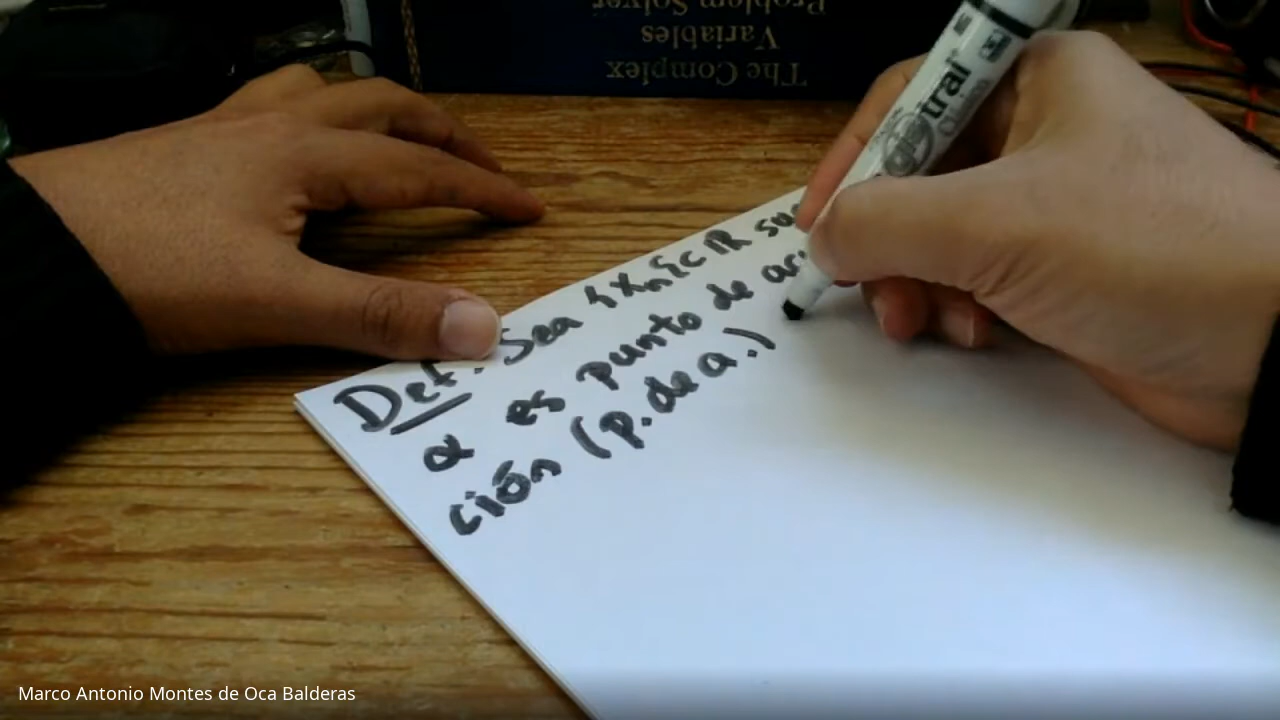 The Complex
Variables
Problem Solver
Def. Sea {Xn}⊂ℝ
α es punto de
ción (p. de a.)
Marco Antonio Montes de Oca Balderas